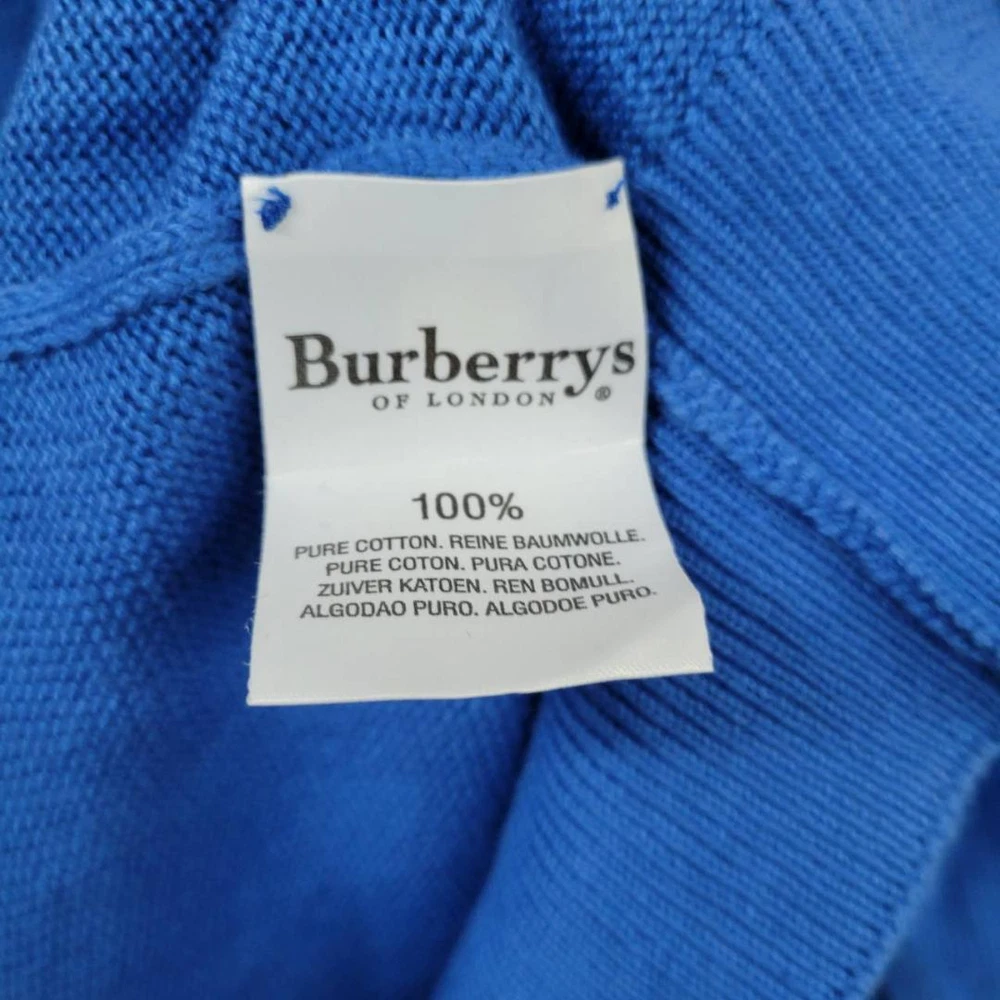 Burberrys
OF LONDON ®
100%
PURE COTTON. REINE BAUMWOLLE.
PURE COTON. PURA COTONE.
ZUIVER KATOEN. REN BOMULL.
ALGODAO PURO. ALGODOE PURO.